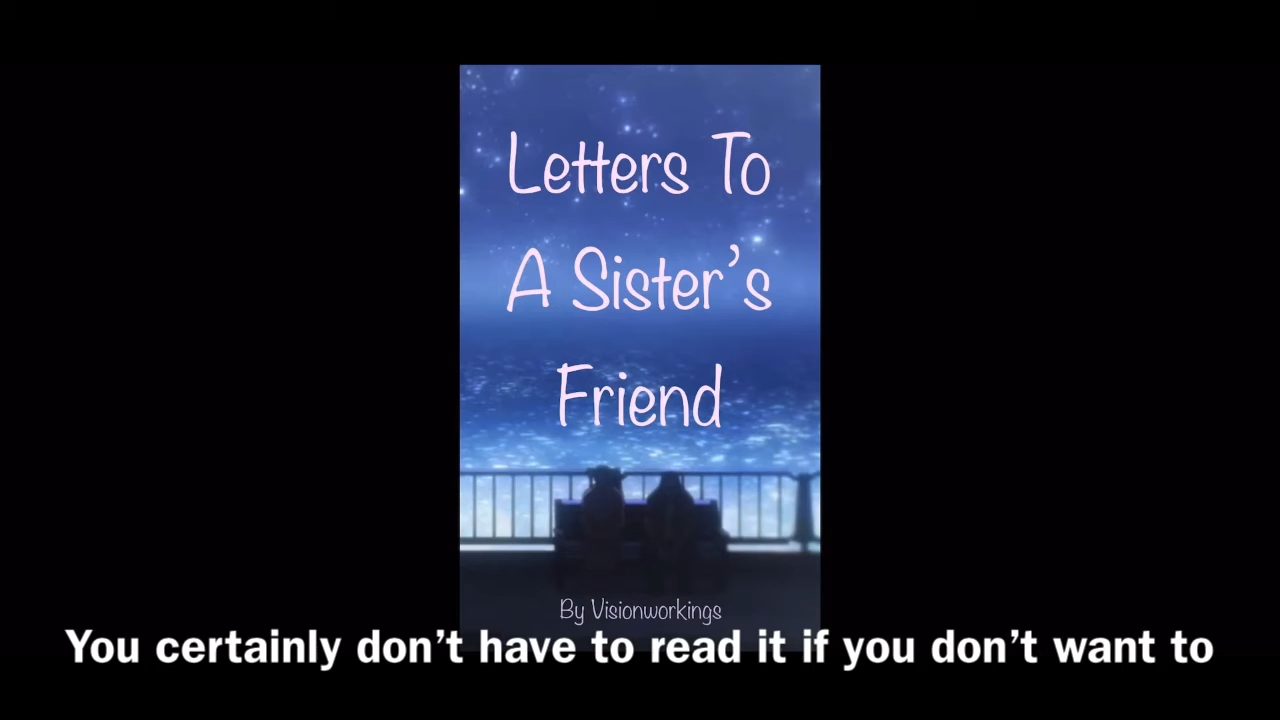 Letters To
A Sister’s
Friend
By Visionworkings
You certainly don’t have to read it if you don’t want to